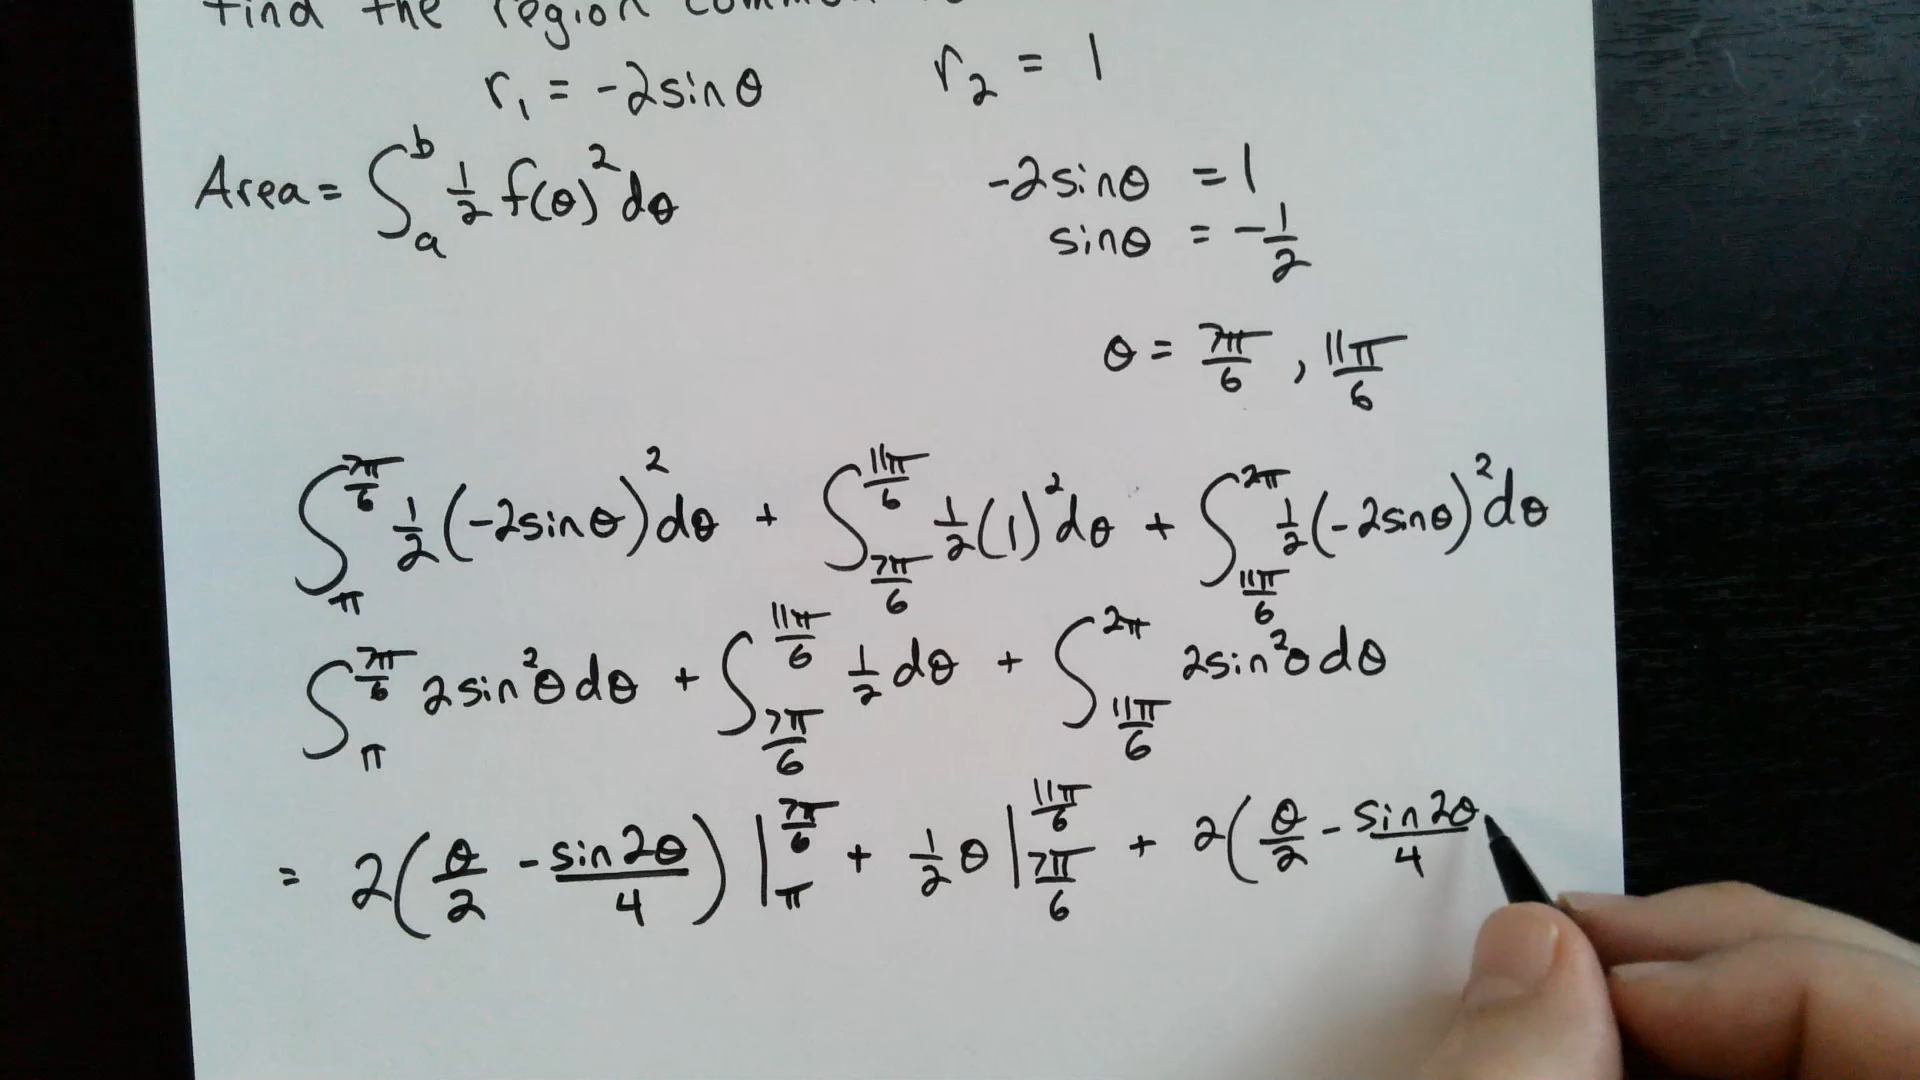 find the region common
r₁ = -2sinθ r₂ = 1
Area = ∫ₐᵇ 1/2 f(θ)² dθ -2sinθ = 1
sinθ = -1/2
θ = 7π/6 , 11π/6
∫_π^(7π/6) 1/2 (-2sinθ)² dθ + ∫_(7π/6)^(11π/6) 1/2 (1)² dθ + ∫_(11π/6)^(2π) 1/2 (-2sinθ)² dθ
∫_π^(7π/6) 2sin²θ dθ + ∫_(7π/6)^(11π/6) 1/2 dθ + ∫_(11π/6)^(2π) 2sin²θ dθ
= 2(θ/2 - sin2θ/4) |_π^(7π/6) + 1/2 θ |_(7π/6)^(11π/6) + 2(θ/2 - sin2θ/4